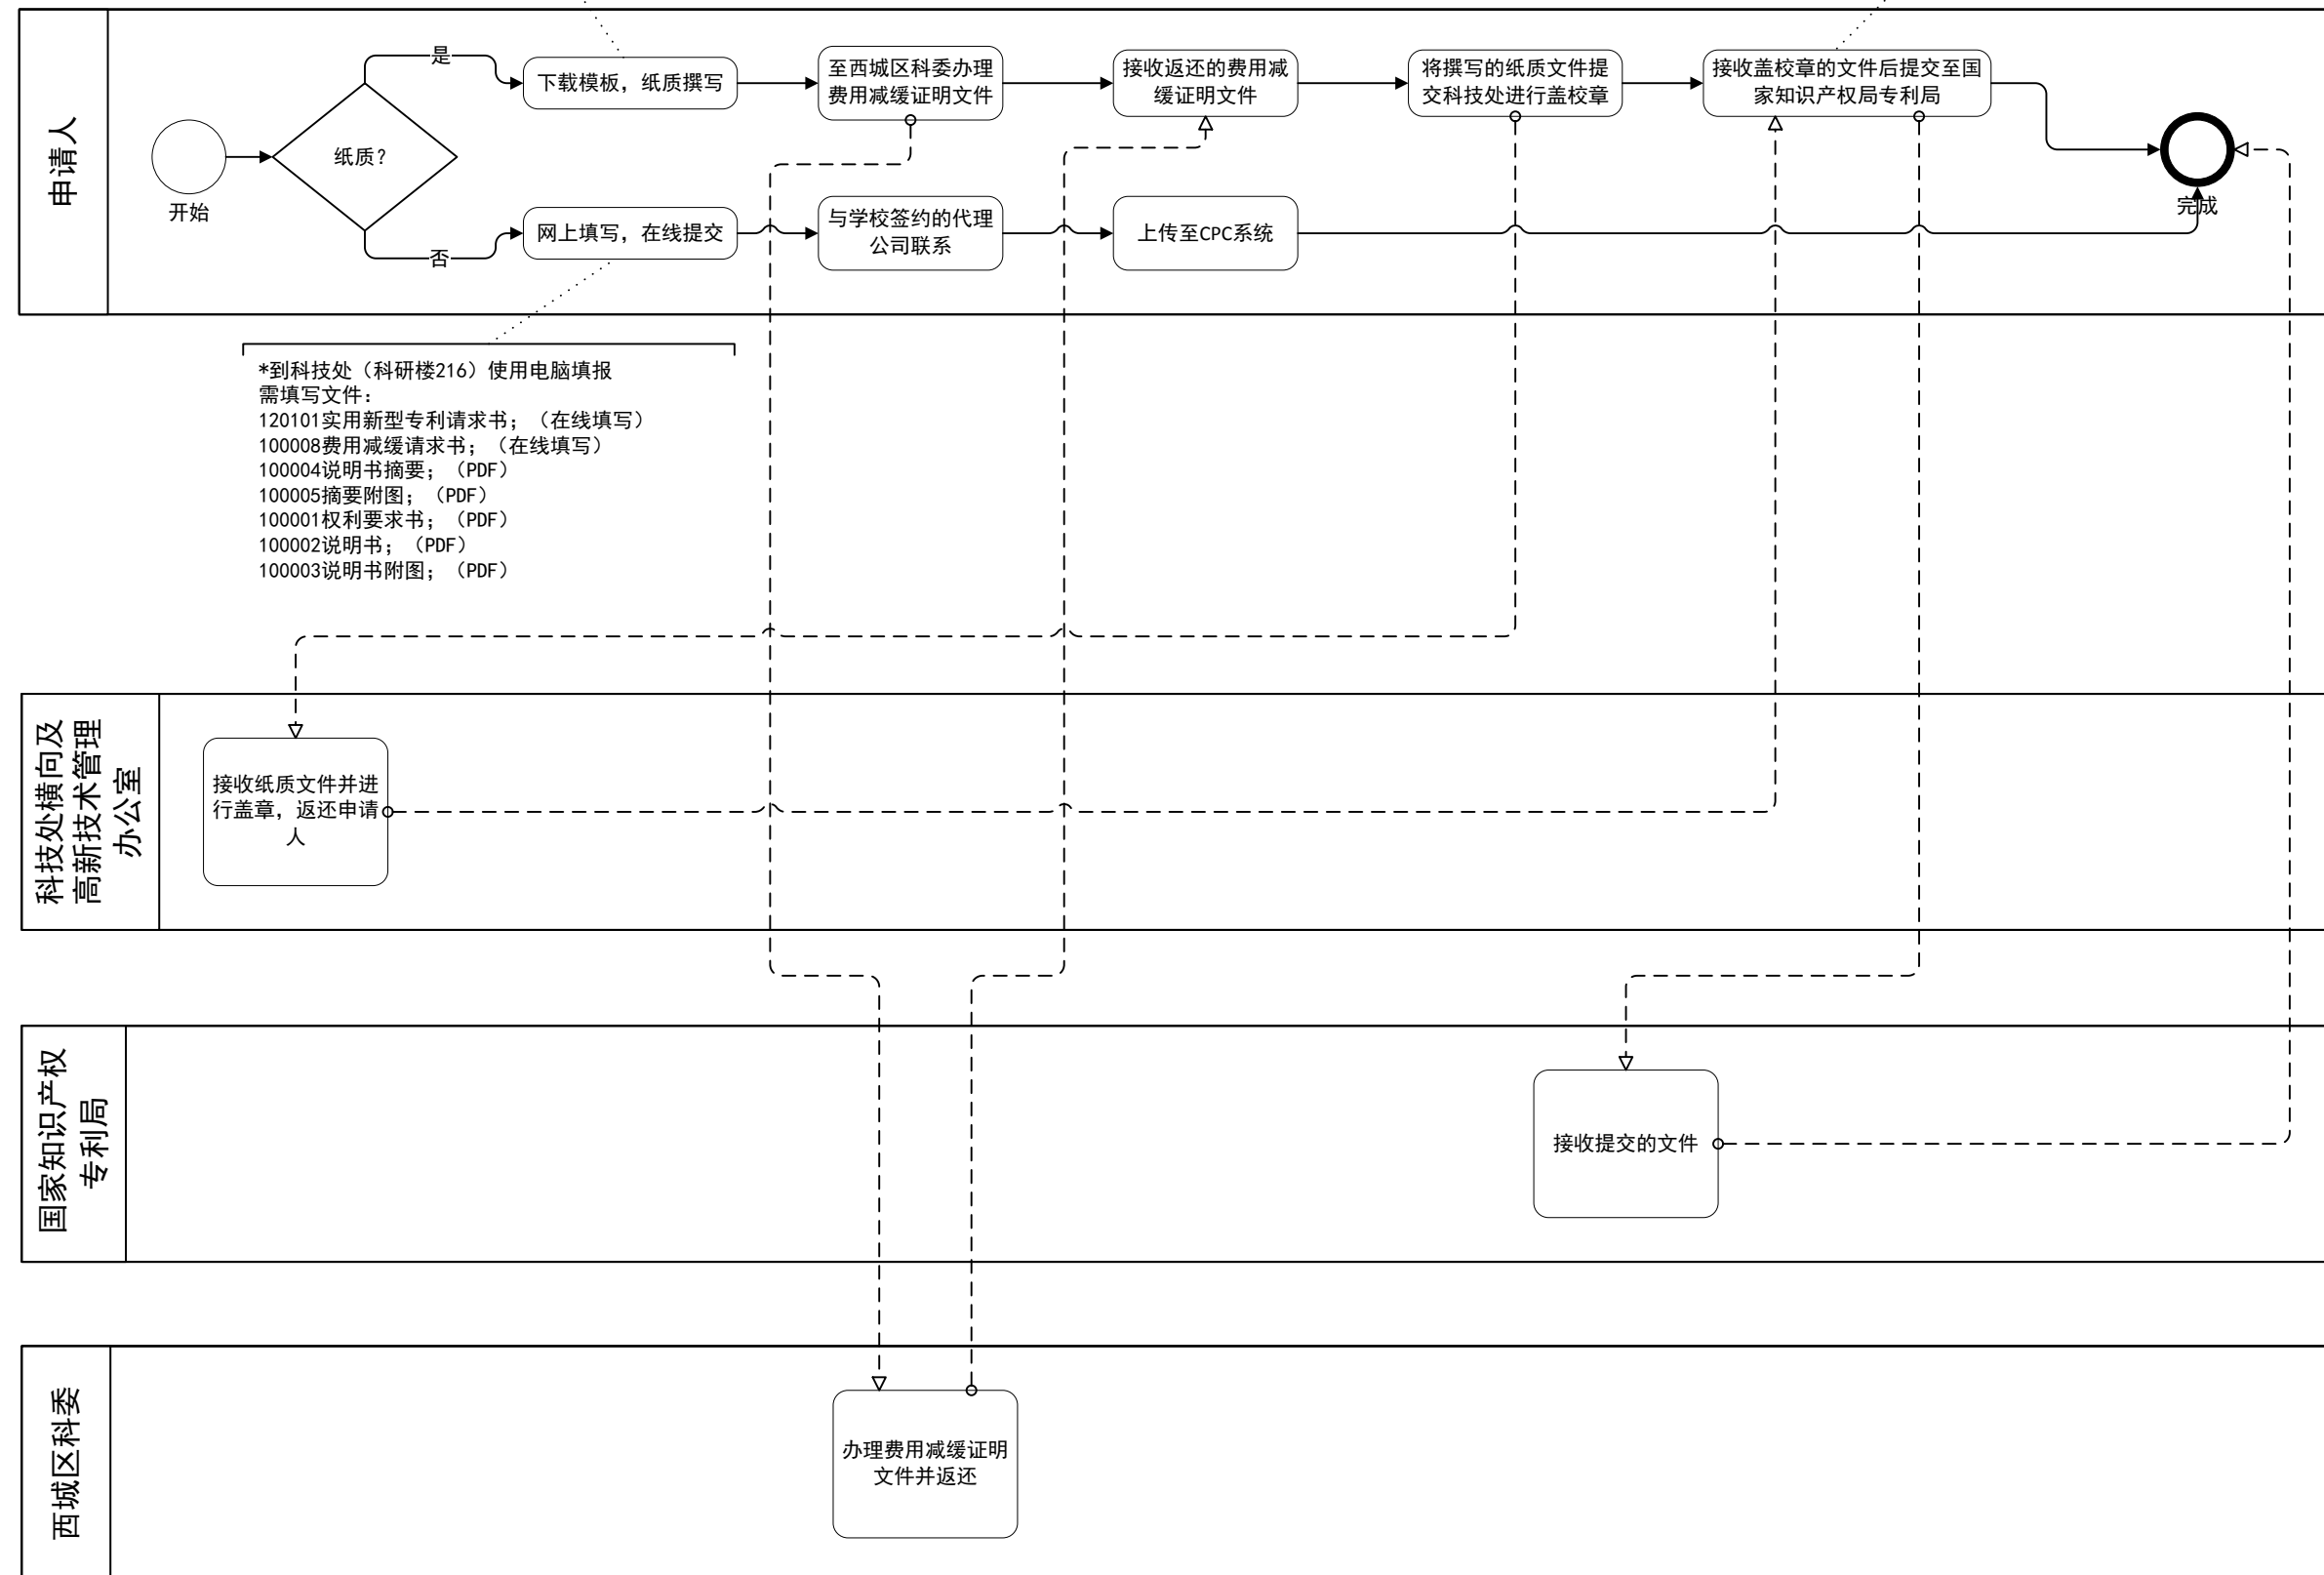 申请人
开始
纸质？
是
否
下载模板，纸质撰写
至西城区科委办理
费用减缓证明文件
接收返还的费用减
缓证明文件
将撰写的纸质文件提
交科技处进行盖校章
接收盖校章的文件后提交至国
家知识产权局专利局
完成
网上填写，在线提交
与学校签约的代理
公司联系
上传至CPC系统
*到科技处（科研楼216）使用电脑填报
需填写文件：
120101实用新型专利请求书；（在线填写）
100008费用减缓请求书；（在线填写）
100004说明书摘要；（PDF）
100005摘要附图；（PDF）
100001权利要求书；（PDF）
100002说明书；（PDF）
100003说明书附图；（PDF）
科技处横向及
高新技术管理
办公室
接收纸质文件并进
行盖章，返还申请
人
国家知识产权
专利局
接收提交的文件
西城区科委
办理费用减缓证明
文件并返还